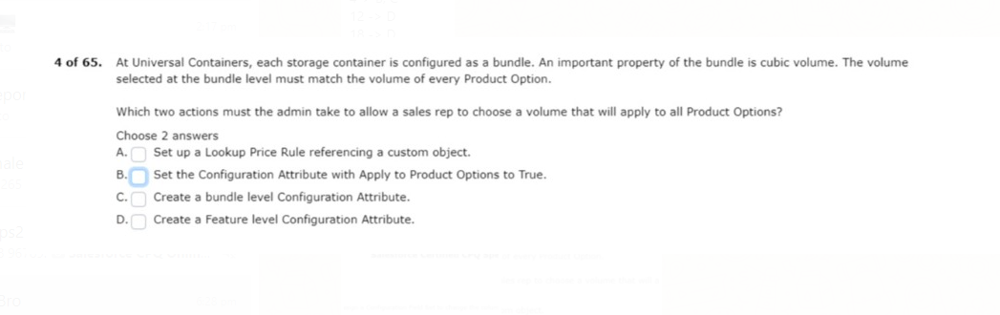 4 of 65. At Universal Containers, each storage container is configured as a bundle. An important property of the bundle is cubic volume. The volume
selected at the bundle level must match the volume of every Product Option.
Which two actions must the admin take to allow a sales rep to choose a volume that will apply to all Product Options?
Choose 2 answers
A. Set up a Lookup Price Rule referencing a custom object.
B. Set the Configuration Attribute with Apply to Product Options to True.
C. Create a bundle level Configuration Attribute.
D. Create a Feature level Configuration Attribute.